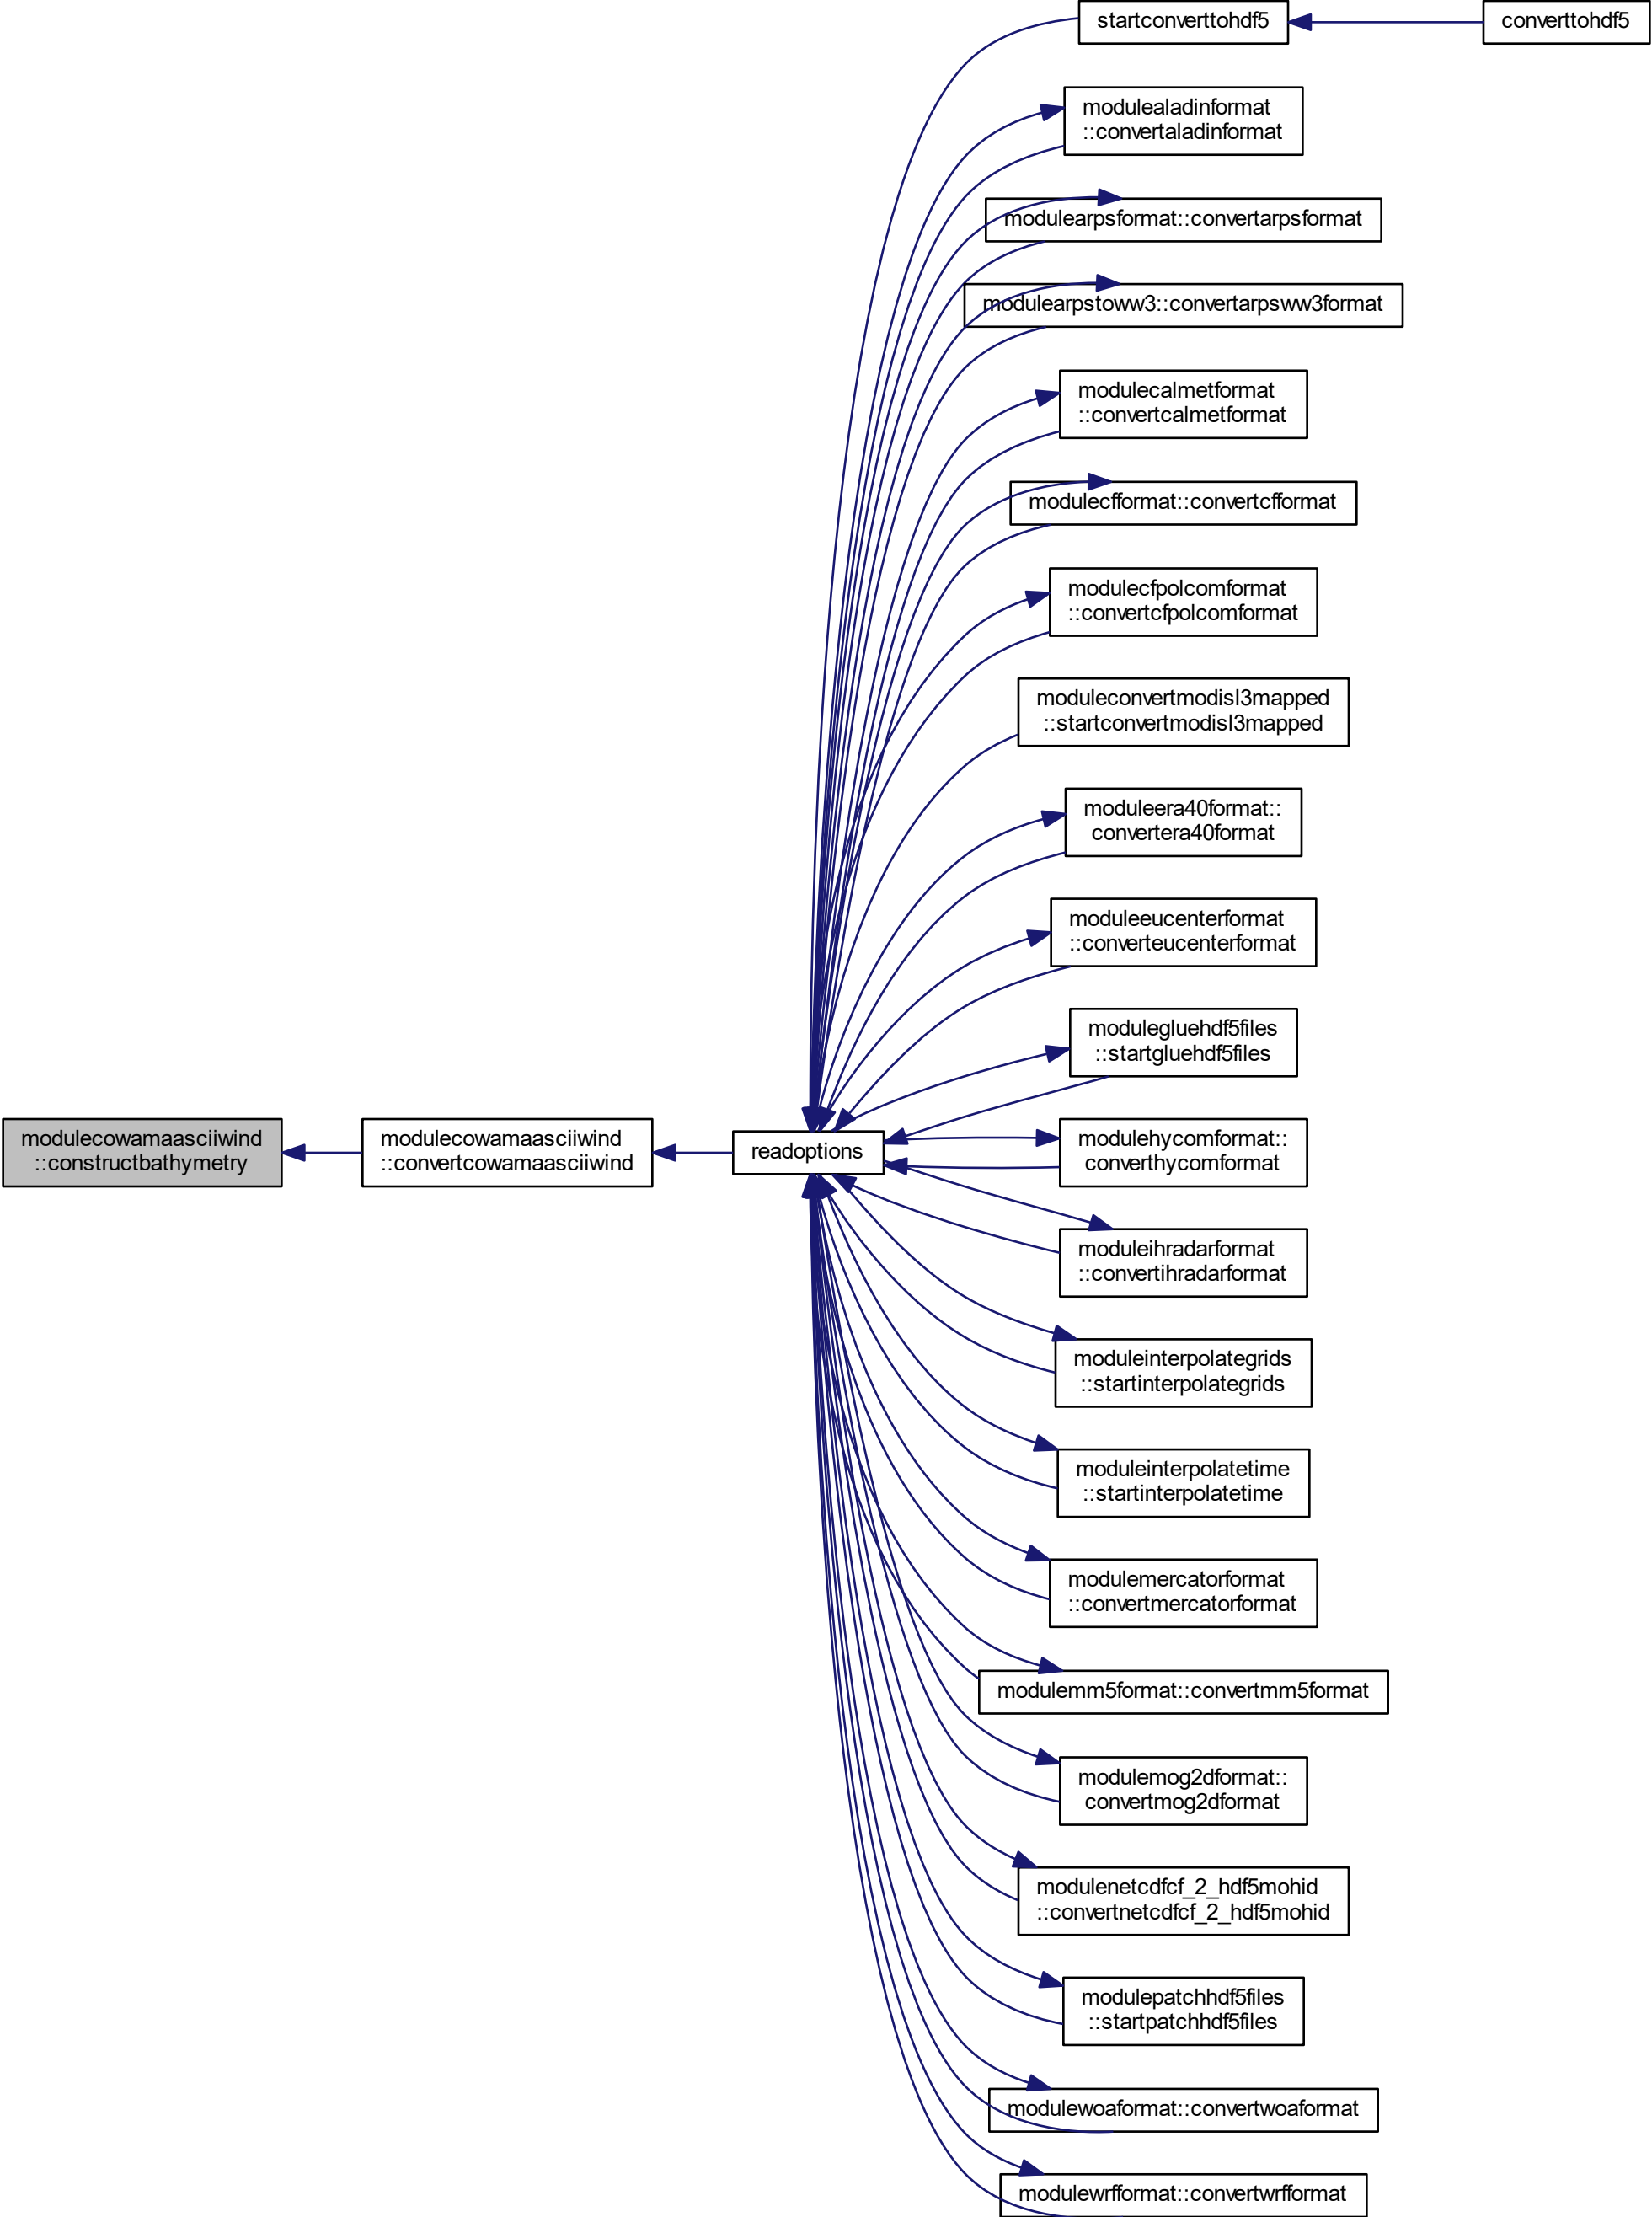 startconverttohdf5
converttohdf5
modulealadinformat
::convertaladinformat
modulearpsformat::convertarpsformat
modulearpstoww3::convertarpsww3format
modulecalmetformat
::convertcalmetformat
modulecfformat::convertcfformat
modulecfpolcomformat
::convertcfpolcomformat
moduleconvertmodisl3mapped
::startconvertmodisl3mapped
moduleera40format::
convertera40format
moduleeucenterformat
::converteucenterformat
modulegluehdf5files
::startgluehdf5files
modulecowamaasciiwind
::constructbathymetry
modulecowamaasciiwind
::convertcowamaasciiwind
readoptions
modulehycomformat::
converthycomformat
moduleihradarformat
::convertihradarformat
moduleinterpolategrids
::startinterpolategrids
moduleinterpolatetime
::startinterpolatetime
modulemercatorformat
::convertmercatorformat
modulemm5format::convertmm5format
modulemog2dformat::
convertmog2dformat
modulenetcdfcf_2_hdf5mohid
::convertnetcdfcf_2_hdf5mohid
modulepatchhdf5files
::startpatchhdf5files
modulewoaformat::convertwoaformat
modulewrfformat::convertwrfformat